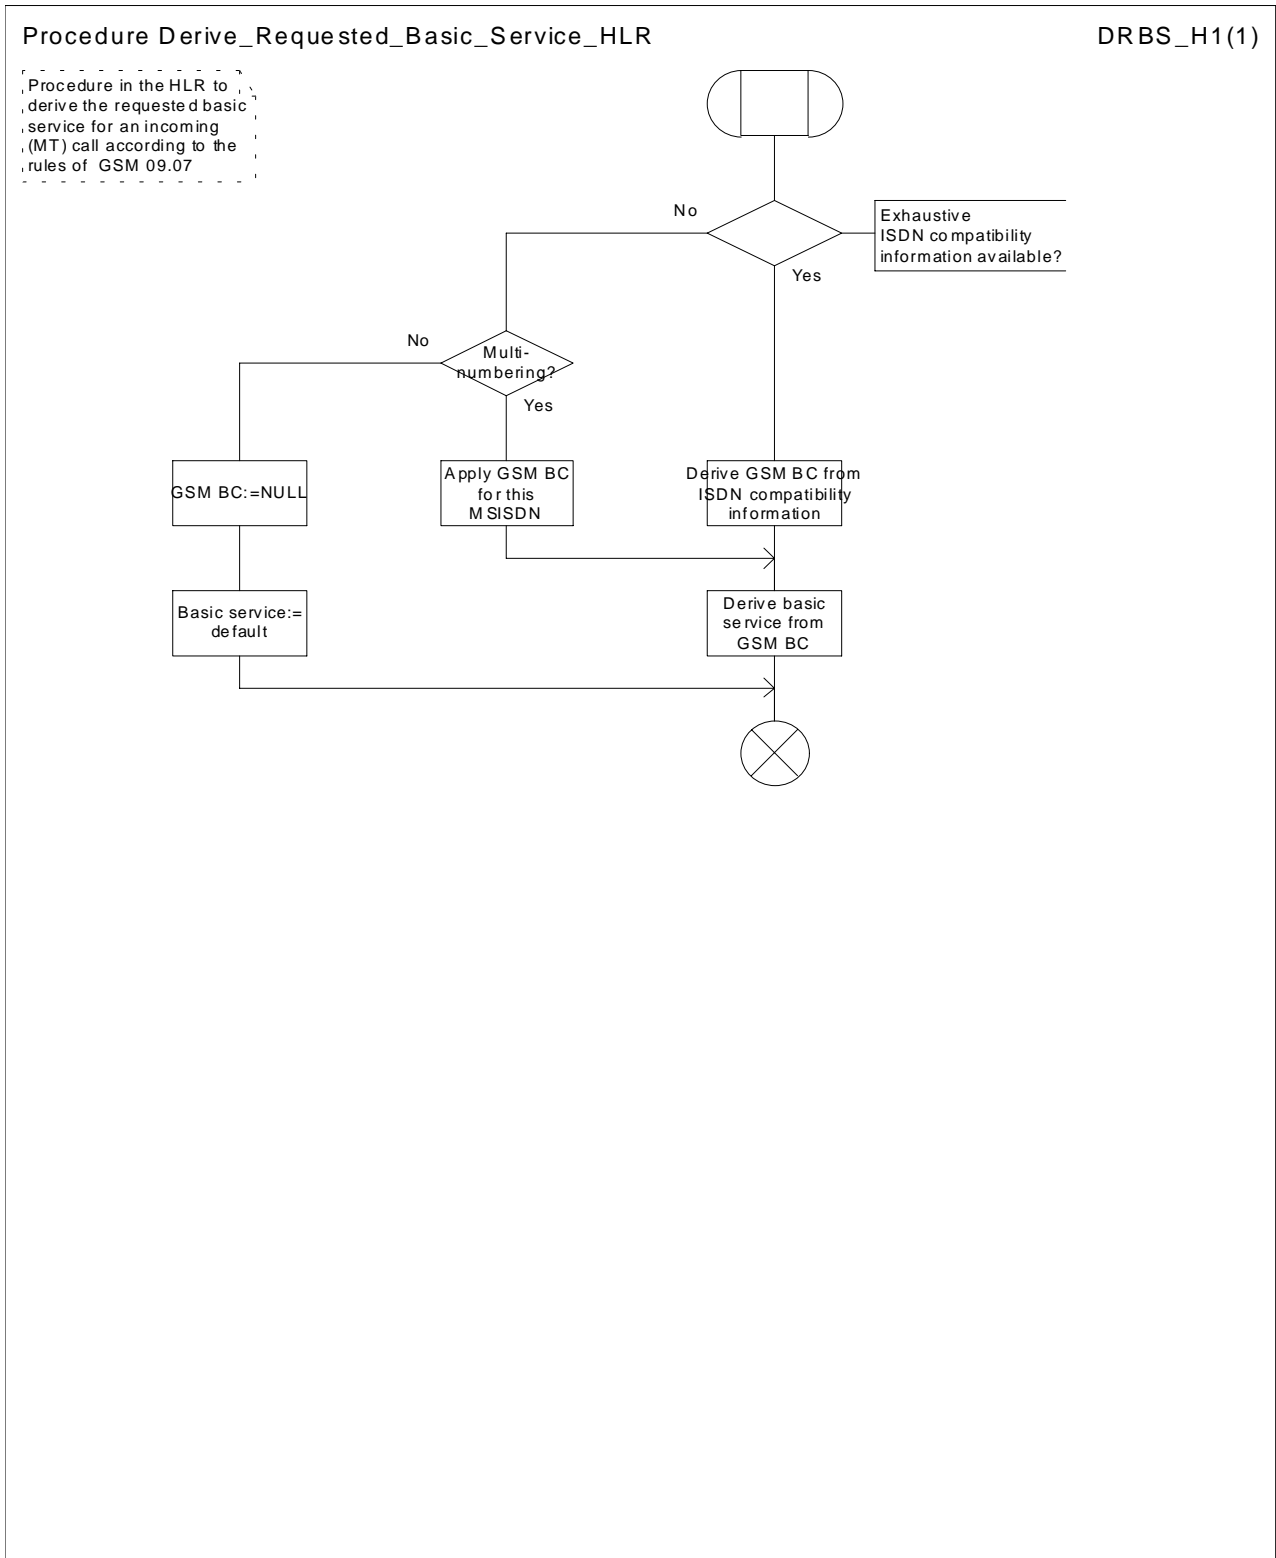 Procedure Derive_Requested_Basic_Service_HLR
DRBS_H1(1)
Procedure in the HLR to
derive the requested basic
service for an incoming
(MT) call according to the
rules of GSM 09.07
No
Exhaustive
ISDN compatibility
information available?
Yes
No
Multi-
numbering?
Yes
GSM BC:=NULL
Apply GSM BC
for this
MSISDN
Derive GSM BC from
ISDN compatibility
information
Basic service:=
default
Derive basic
service from
GSM BC